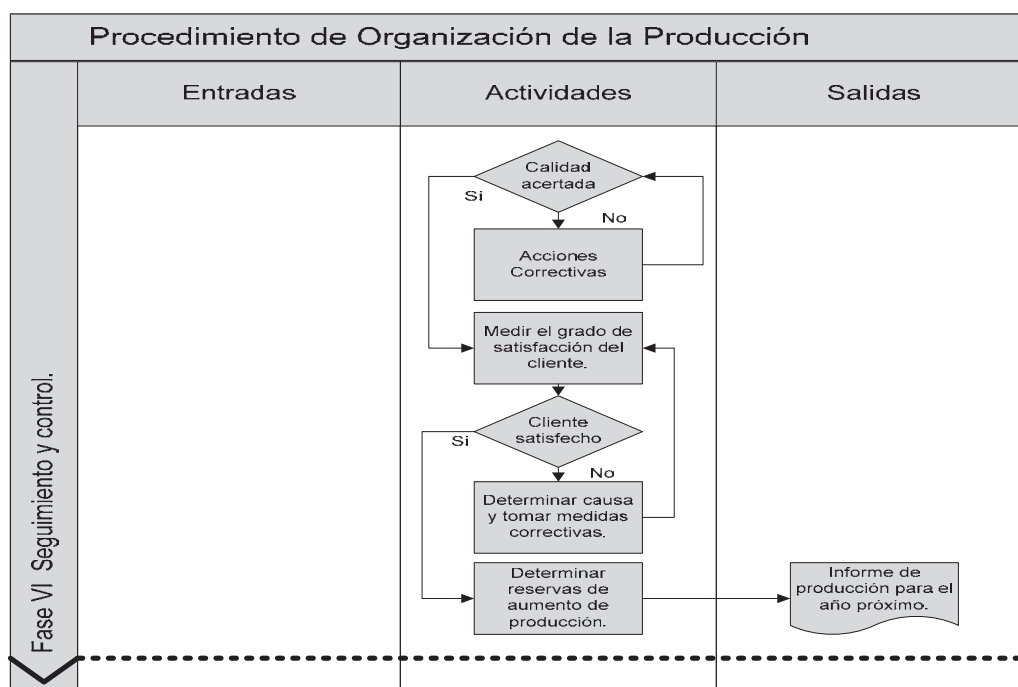 Procedimiento de Organización de la Producción
Entradas
Actividades
Salidas
Fase VI Seguimiento y control.
Calidad
acertada
Si
No
Acciones
Correctivas
Medir el grado de
satisfacción del
cliente.
Cliente
satisfecho
Si
No
Determinar causa
y tomar medidas
correctivas.
Determinar
reservas de
aumento de
producción.
Informe de
producción para el
año próximo.